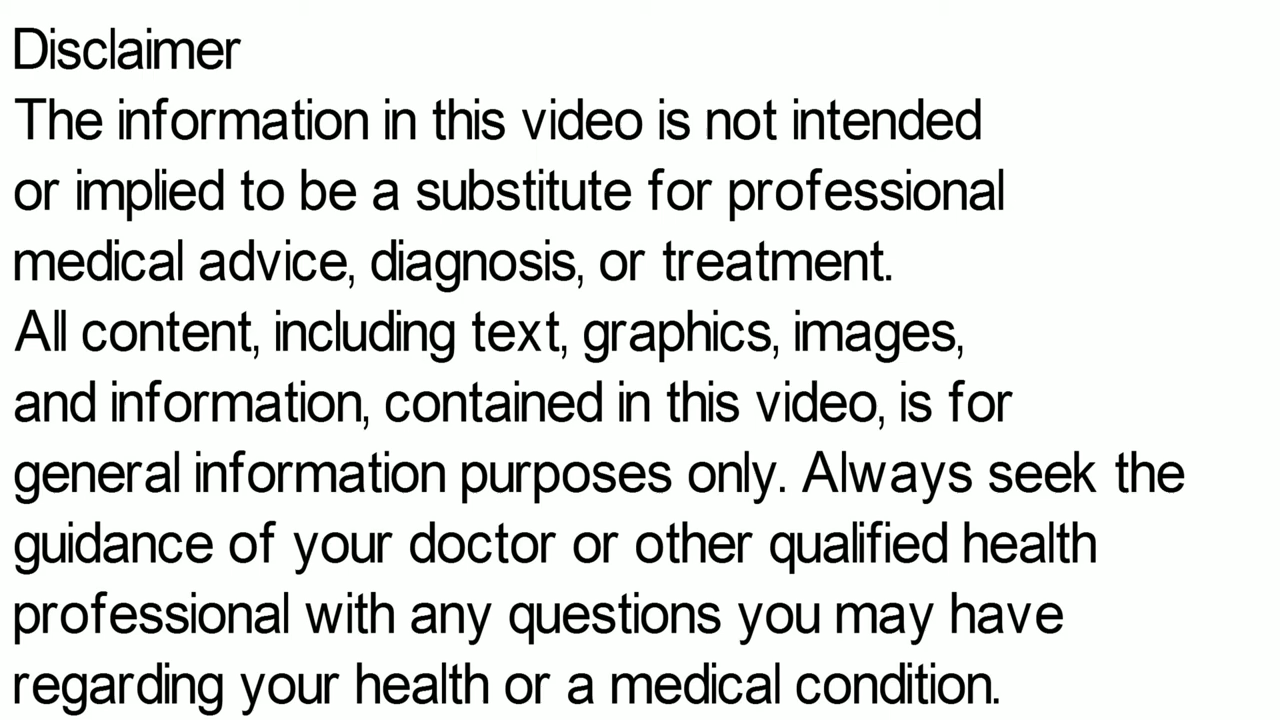 Disclaimer
The information in this video is not intended
or implied to be a substitute for professional
medical advice, diagnosis, or treatment.
All content, including text, graphics, images,
and information, contained in this video, is for
general information purposes only. Always seek the
guidance of your doctor or other qualified health
professional with any questions you may have
regarding your health or a medical condition.